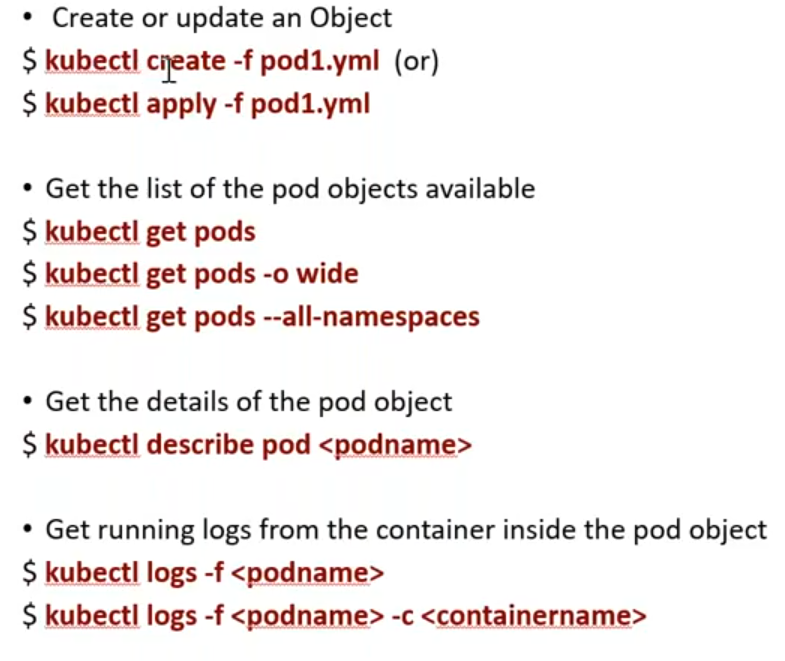 • Create or update an Object
$ kubectl create -f pod1.yml (or)
$ kubectl apply -f pod1.yml
• Get the list of the pod objects available
$ kubectl get pods
$ kubectl get pods -o wide
$ kubectl get pods --all-namespaces
• Get the details of the pod object
$ kubectl describe pod <podname>
• Get running logs from the container inside the pod object
$ kubectl logs -f <podname>
$ kubectl logs -f <podname> -c <containername>